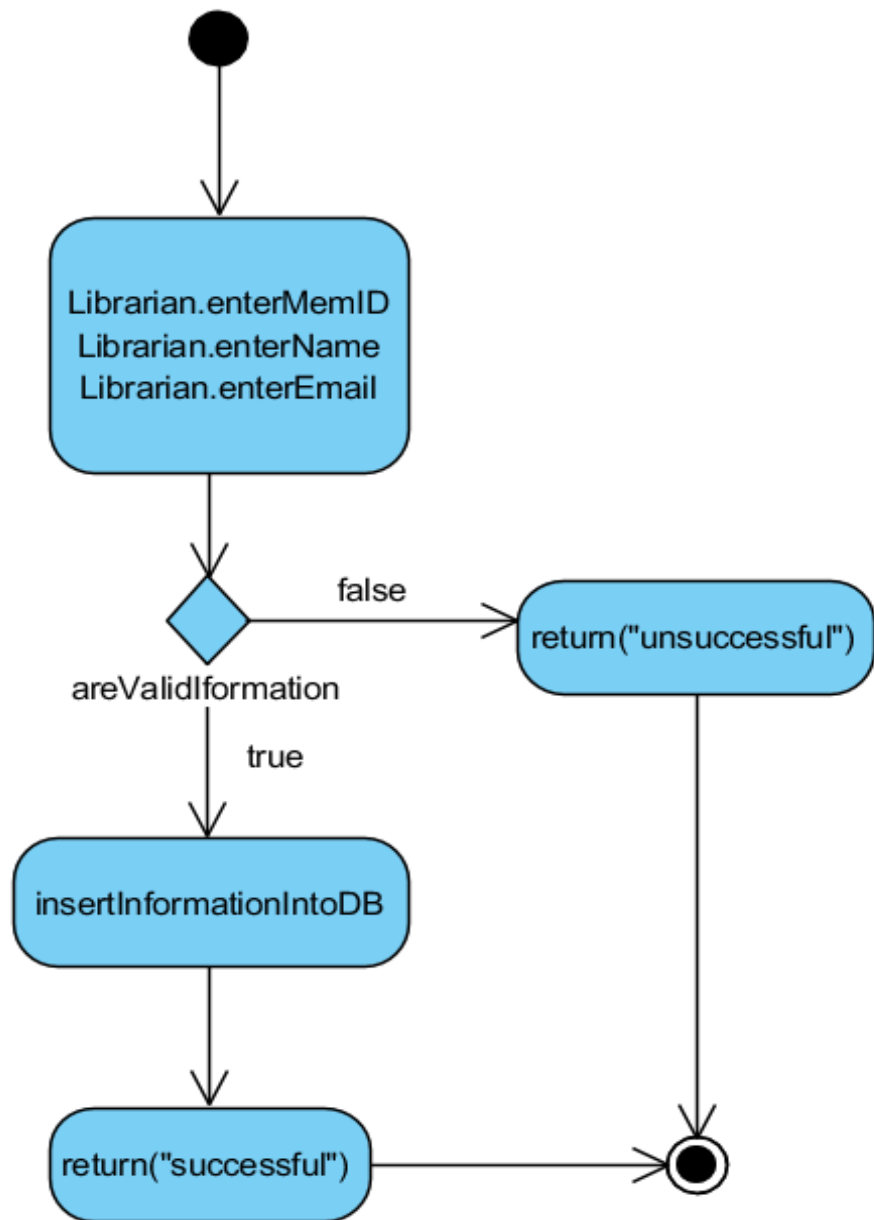 Librarian.enterMemID
Librarian.enterName
Librarian.enterEmail
false
return("unsuccessful")
areValidIformation
true
insertInformationIntoDB
return("successful")